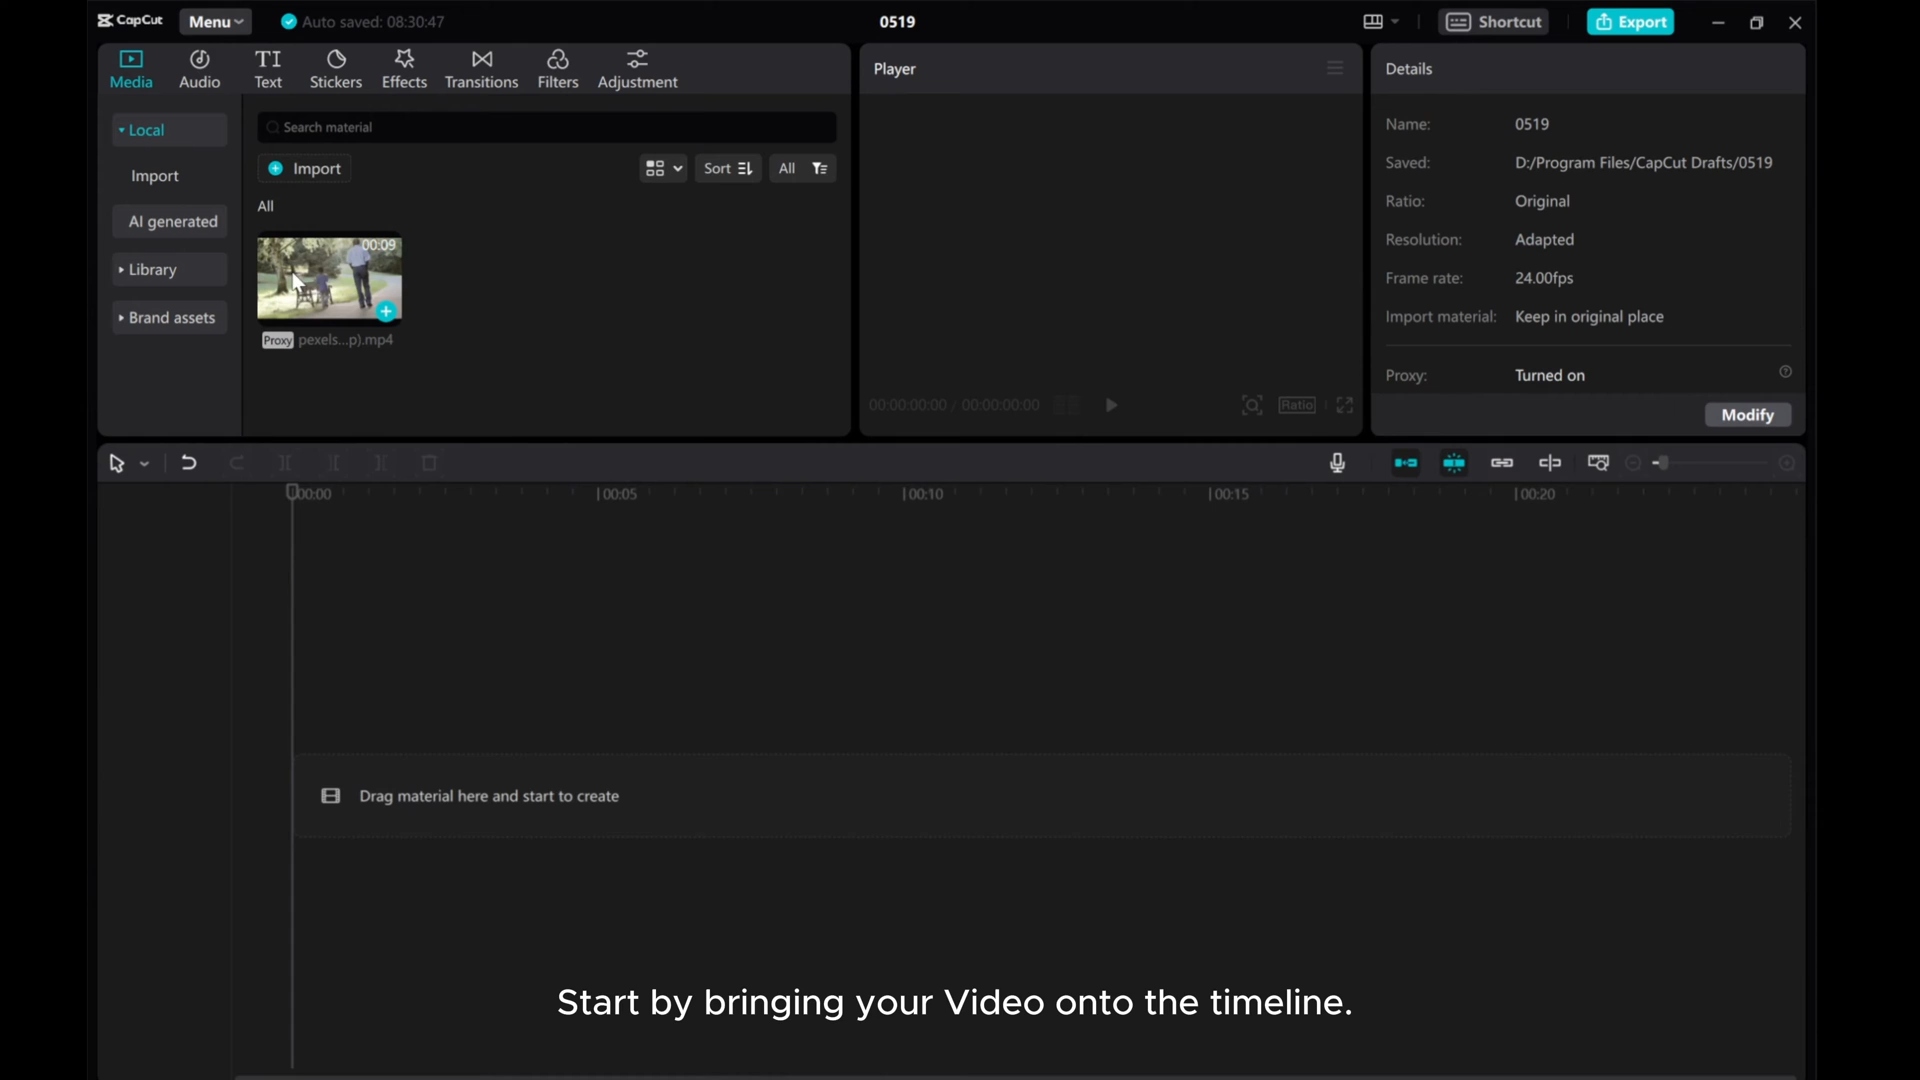 CapCut
Menu
Auto saved: 08:30:47
0519
Shortcut
Export
Media
Audio
TI
Text
Stickers
Effects
Transitions
Filters
Adjustment
Local
Import
AI generated
Library
Brand assets
Search material
Import
Sort
All
All
00:09
Proxy pexels...p).mp4
Player
00:00:00:00 / 00:00:00:00
Ratio
Details
Name: 0519
Saved: D:/Program Files/CapCut Drafts/0519
Ratio: Original
Resolution: Adapted
Frame rate: 24.00fps
Import material: Keep in original place
Proxy: Turned on
Modify
00:00
00:05
00:10
00:15
00:20
Drag material here and start to create
Start by bringing your Video onto the timeline.